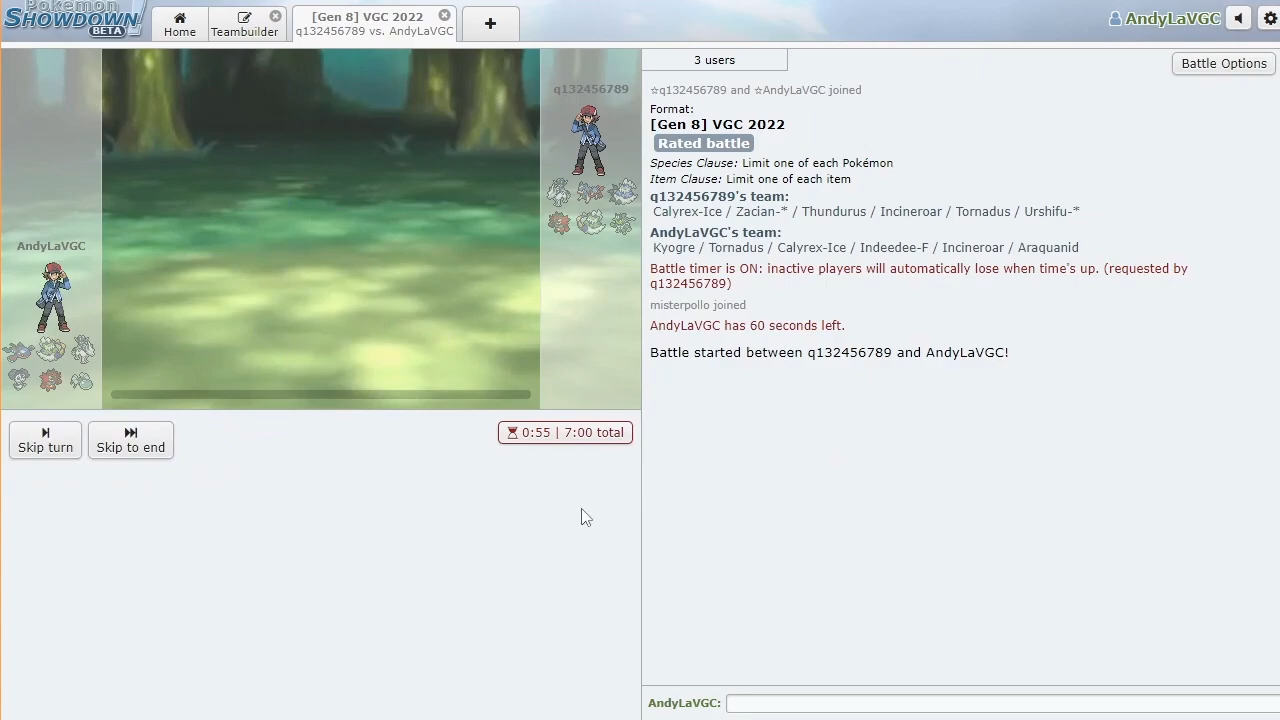 Pokémon
SHOWDOWN
BETA
Home
Teambuilder
[Gen 8] VGC 2022
q132456789 vs. AndyLaVGC
+
AndyLaVGC
q132456789
AndyLaVGC
Skip turn
Skip to end
0:55 | 7:00 total
3 users
Battle Options
☆q132456789 and ☆AndyLaVGC joined
Format:
[Gen 8] VGC 2022
Rated battle
Species Clause: Limit one of each Pokémon
Item Clause: Limit one of each item
q132456789's team:
Calyrex-Ice / Zacian-* / Thundurus / Incineroar / Tornadus / Urshifu-*
AndyLaVGC's team:
Kyogre / Tornadus / Calyrex-Ice / Indeedee-F / Incineroar / Araquanid
Battle timer is ON: inactive players will automatically lose when time's up. (requested by
q132456789)
misterpollo joined
AndyLaVGC has 60 seconds left.
Battle started between q132456789 and AndyLaVGC!
AndyLaVGC: